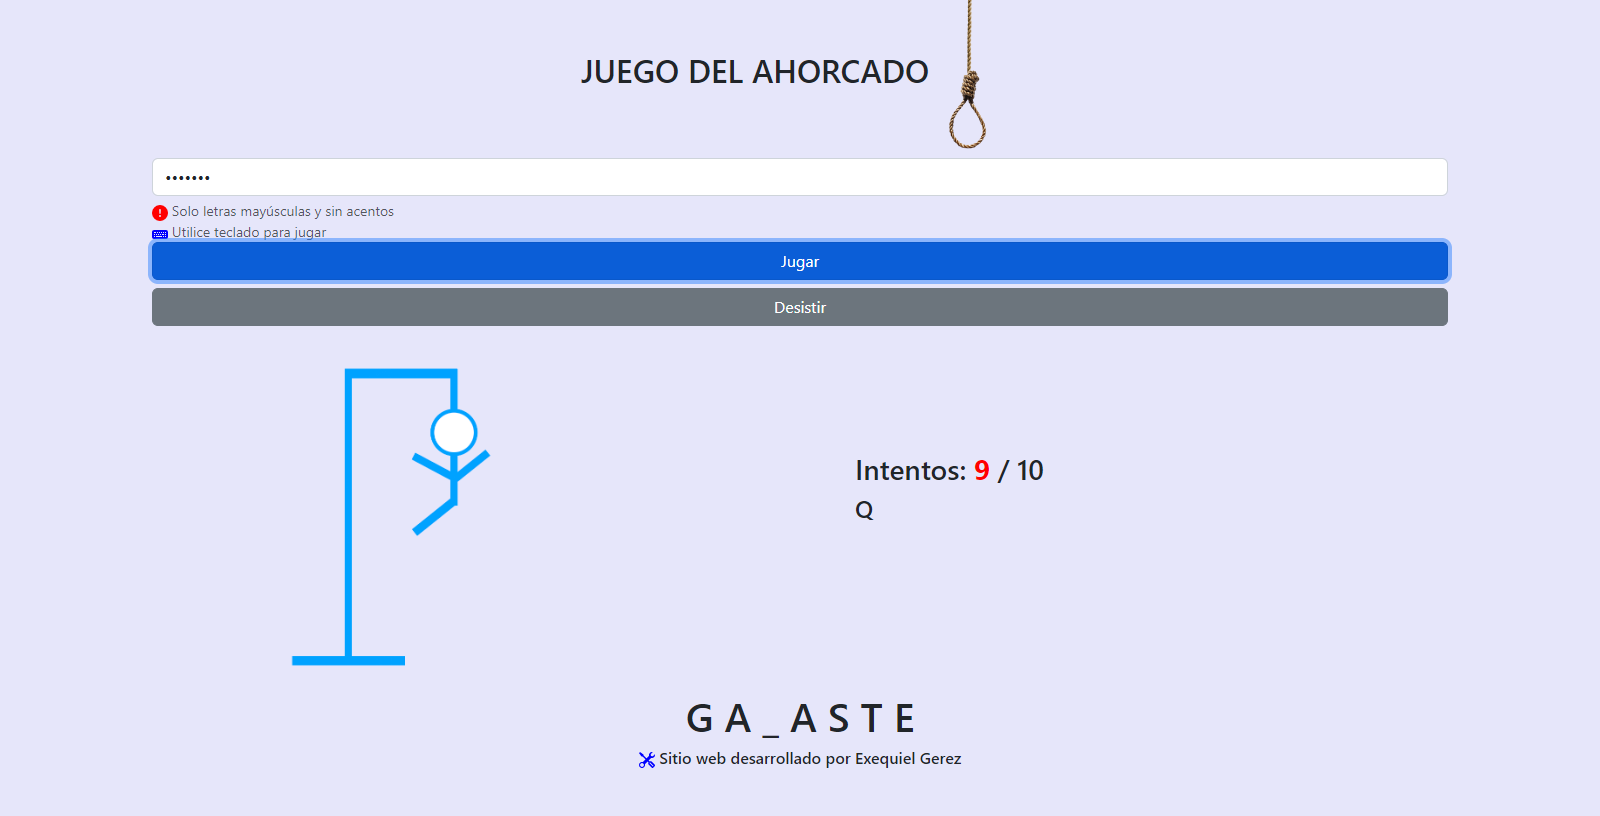 JUEGO DEL AHORCADO
•••••••
Solo letras mayúsculas y sin acentos
Utilice teclado para jugar
Jugar
Desistir
Intentos: 9 / 10
Q
G A _ A S T E
Sitio web desarrollado por Exequiel Gerez